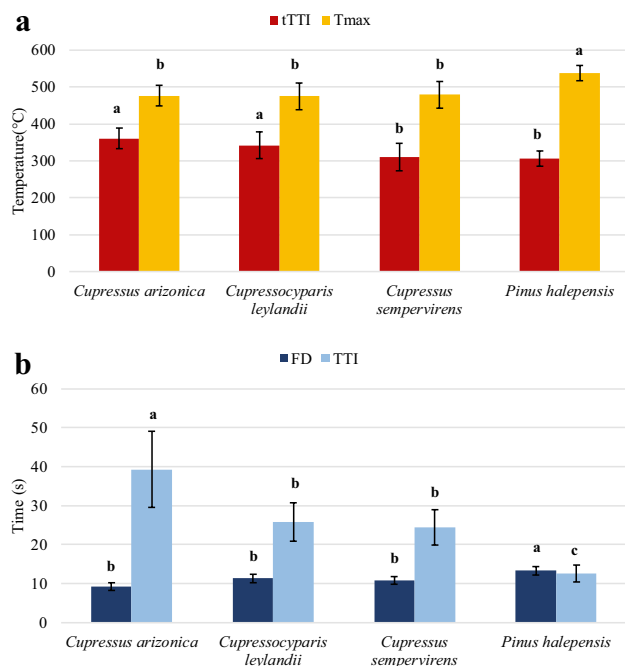 a
tTTI Tmax
600
500
400
300
200
100
0
Temperature(°C)
b b b a
a a b b
Cupressus arizonica Cupressocyparis leylandii Cupressus sempervirens Pinus halepensis
b
FD TTI
60
50
40
30
20
10
0
Time (s)
a
b b
b b b a c
Cupressus arizonica Cupressocyparis leylandii Cupressus sempervirens Pinus halepensis